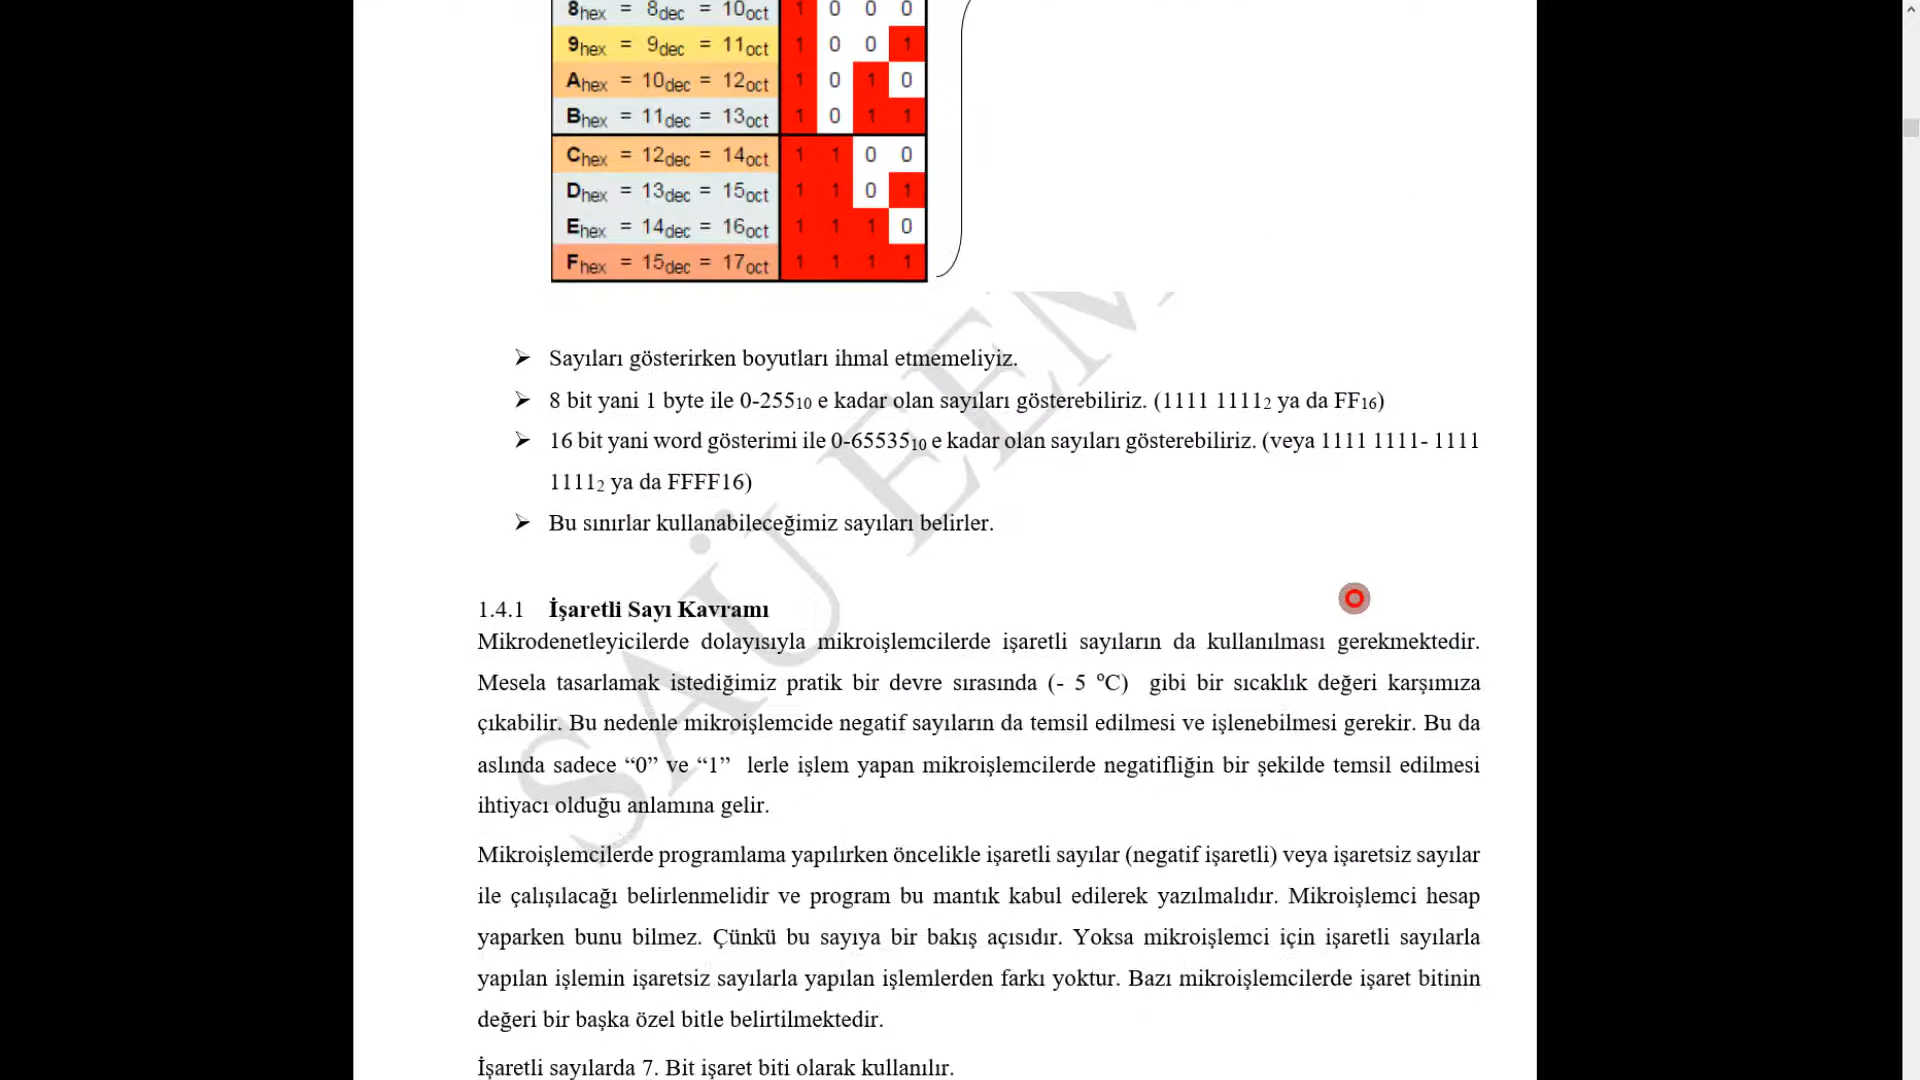 8hex = 8dec = 10oct 1 0 0 0
9hex = 9dec = 11oct 1 0 0 1
Ahex = 10dec = 12oct 1 0 1 0
Bhex = 11dec = 13oct 1 0 1 1
Chex = 12dec = 14oct 1 1 0 0
Dhex = 13dec = 15oct 1 1 0 1
Ehex = 14dec = 16oct 1 1 1 0
Fhex = 15dec = 17oct 1 1 1 1
➢ Sayıları gösterirken boyutları ihmal etmemeliyiz.
➢ 8 bit yani 1 byte ile 0-255₁₀ e kadar olan sayıları gösterebiliriz. (1111 1111₂ ya da FF₁₆)
➢ 16 bit yani word gösterimi ile 0-65535₁₀ e kadar olan sayıları gösterebiliriz. (veya 1111 1111- 1111
1111₂ ya da FFFF16)
➢ Bu sınırlar kullanabileceğimiz sayıları belirler.
1.4.1 İşaretli Sayı Kavramı
Mikrodenetleyicilerde dolayısıyla mikroişlemcilerde işaretli sayıların da kullanılması gerekmektedir.
Mesela tasarlamak istediğimiz pratik bir devre sırasında (- 5 ºC) gibi bir sıcaklık değeri karşımıza
çıkabilir. Bu nedenle mikroişlemcide negatif sayıların da temsil edilmesi ve işlenebilmesi gerekir. Bu da
aslında sadece “0” ve “1” lerle işlem yapan mikroişlemcilerde negatifliğin bir şekilde temsil edilmesi
ihtiyacı olduğu anlamına gelir.
Mikroişlemcilerde programlama yapılırken öncelikle işaretli sayılar (negatif işaretli) veya işaretsiz sayılar
ile çalışılacağı belirlenmelidir ve program bu mantık kabul edilerek yazılmalıdır. Mikroişlemci hesap
yaparken bunu bilmez. Çünkü bu sayıya bir bakış açısıdır. Yoksa mikroişlemci için işaretli sayılarla
yapılan işlemin işaretsiz sayılarla yapılan işlemlerden farkı yoktur. Bazı mikroişlemcilerde işaret bitinin
değeri bir başka özel bitle belirtilmektedir.
İşaretli sayılarda 7. Bit işaret biti olarak kullanılır.
SAÜ EEM